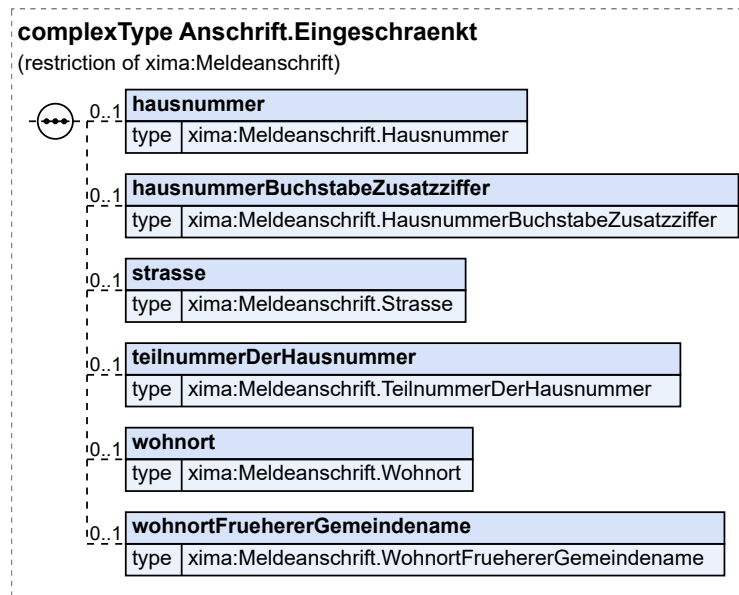 complexType Anschrift.Eingeschraenkt
(restriction of xima:Meldeanschrift)
0..1 hausnummer
type xima:Meldeanschrift.Hausnummer
0..1 hausnummerBuchstabeZusatzziffer
type xima:Meldeanschrift.HausnummerBuchstabeZusatzziffer
0..1 strasse
type xima:Meldeanschrift.Strasse
0..1 teilnummerDerHausnummer
type xima:Meldeanschrift.TeilnummerDerHausnummer
0..1 wohnort
type xima:Meldeanschrift.Wohnort
0..1 wohnortFruehererGemeindename
type xima:Meldeanschrift.WohnortFruehererGemeindename